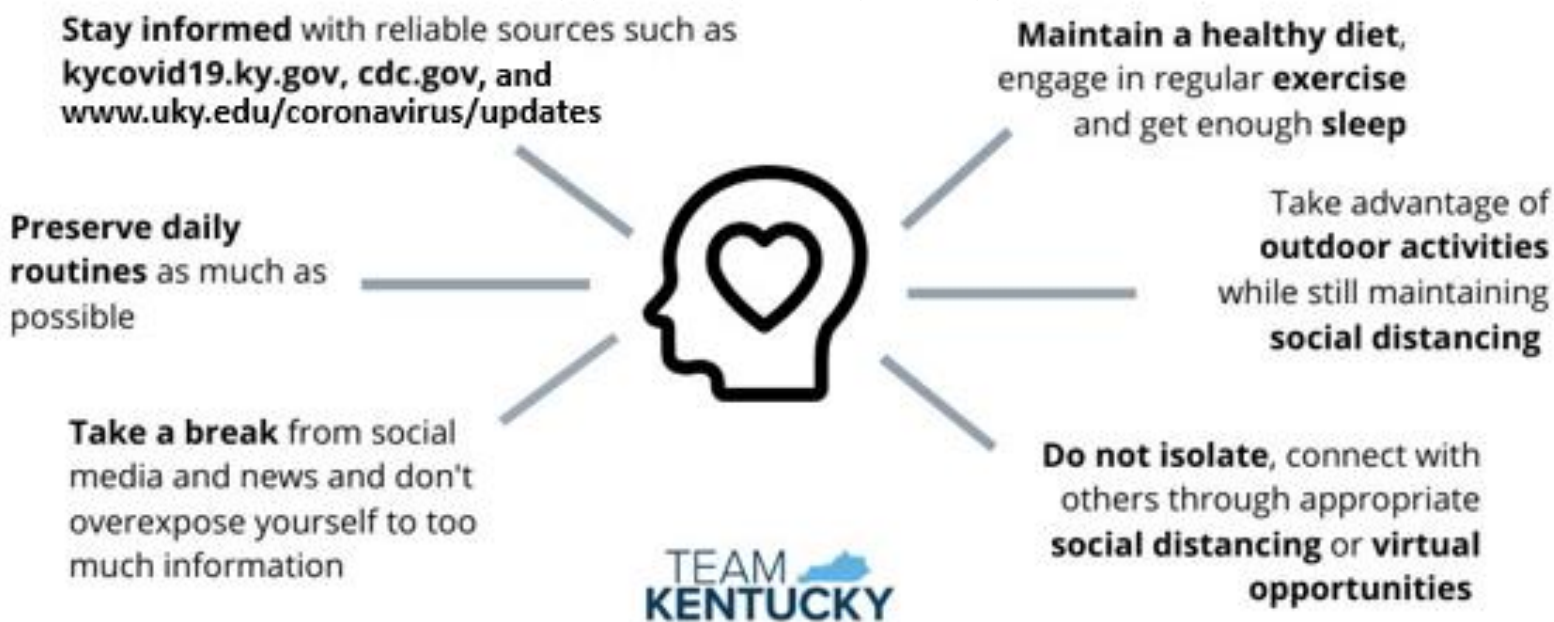 Stay informed with reliable sources such as
kycovid19.ky.gov, cdc.gov, and
www.uky.edu/coronavirus/updates
Preserve daily
routines as much as
possible
Take a break from social
media and news and don't
overexpose yourself to too
much information
Maintain a healthy diet,
engage in regular exercise
and get enough sleep
Take advantage of
outdoor activities
while still maintaining
social distancing
Do not isolate, connect with
others through appropriate
social distancing or virtual
opportunities
TEAM
KENTUCKY